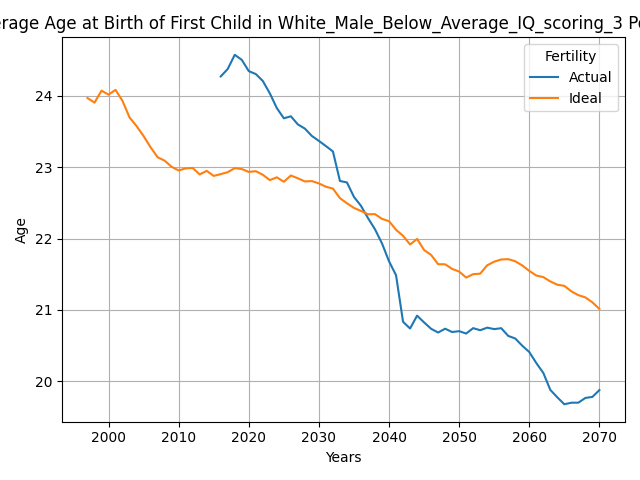 erage Age at Birth of First Child in White_Male_Below_Average_IQ_scoring_3
Fertility
Actual
Ideal
24
23
22
21
20
Age
2000 2010 2020 2030 2040 2050 2060 2070
Years